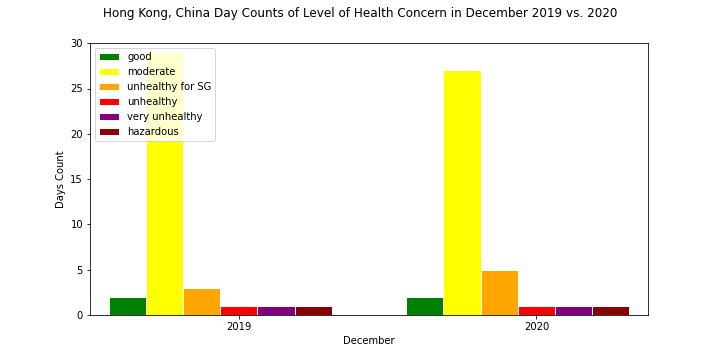 Hong Kong, China Day Counts of Level of Health Concern in December 2019 vs. 2020
30
25
20
15
10
5
0
Days Count
good
moderate
unhealthy for SG
unhealthy
very unhealthy
hazardous
2019
2020
December